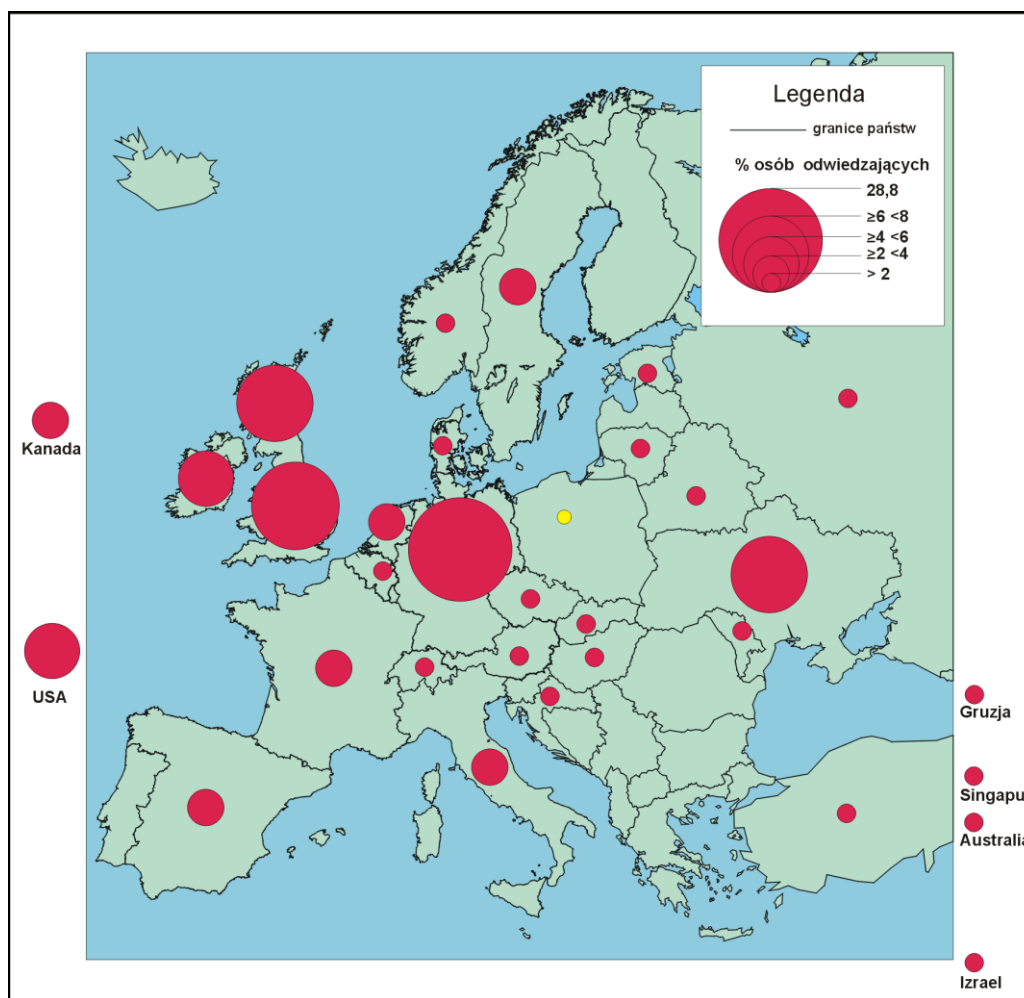 Legenda
granice państw
% osób odwiedzających
28,8
≥6 <8
≥4 <6
≥2 <4
> 2
Kanada
USA
Gruzja
Singapu
Australia
Izrael